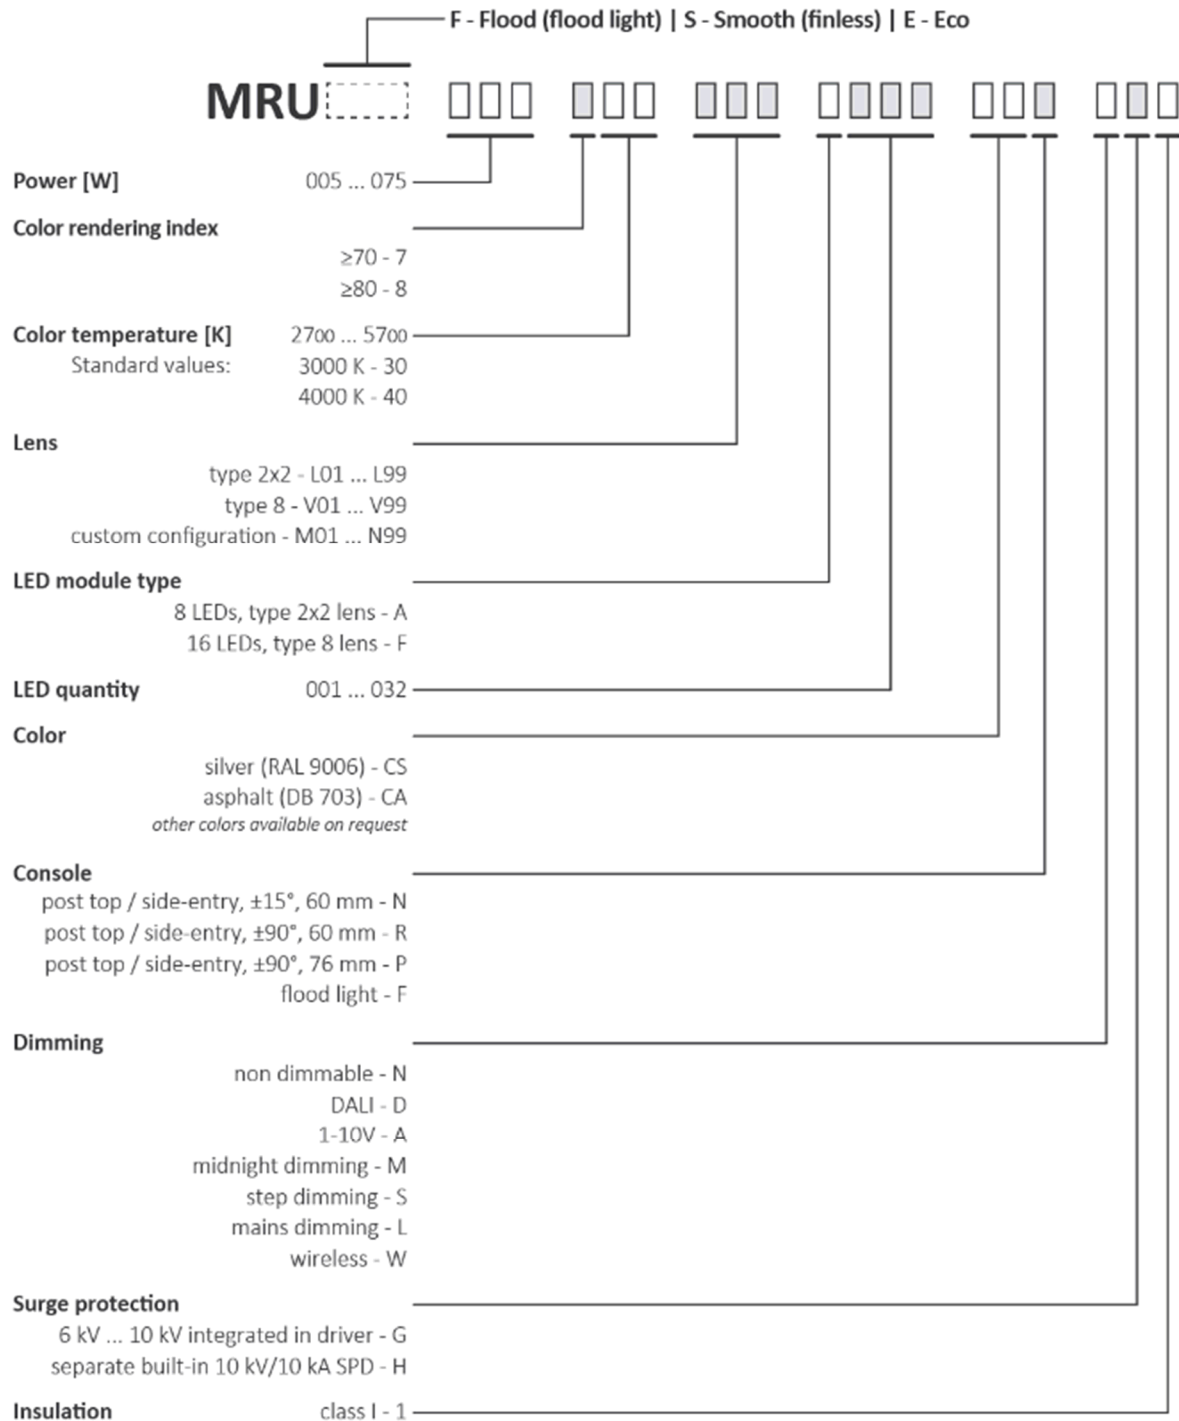 F - Flood (flood light) | S - Smooth (finless) | E - Eco
MRU
Power [W] 005 ... 075
Color rendering index
≥70 - 7
≥80 - 8
Color temperature [K] 2700 ... 5700
Standard values: 3000 K - 30
4000 K - 40
Lens
type 2x2 - L01 ... L99
type 8 - V01 ... V99
custom configuration - M01 ... N99
LED module type
8 LEDs, type 2x2 lens - A
16 LEDs, type 8 lens - F
LED quantity 001 ... 032
Color
silver (RAL 9006) - CS
asphalt (DB 703) - CA
other colors available on request
Console
post top / side-entry, ±15°, 60 mm - N
post top / side-entry, ±90°, 60 mm - R
post top / side-entry, ±90°, 76 mm - P
flood light - F
Dimming
non dimmable - N
DALI - D
1-10V - A
midnight dimming - M
step dimming - S
mains dimming - L
wireless - W
Surge protection
6 kV ... 10 kV integrated in driver - G
separate built-in 10 kV/10 kA SPD - H
Insulation class I - 1